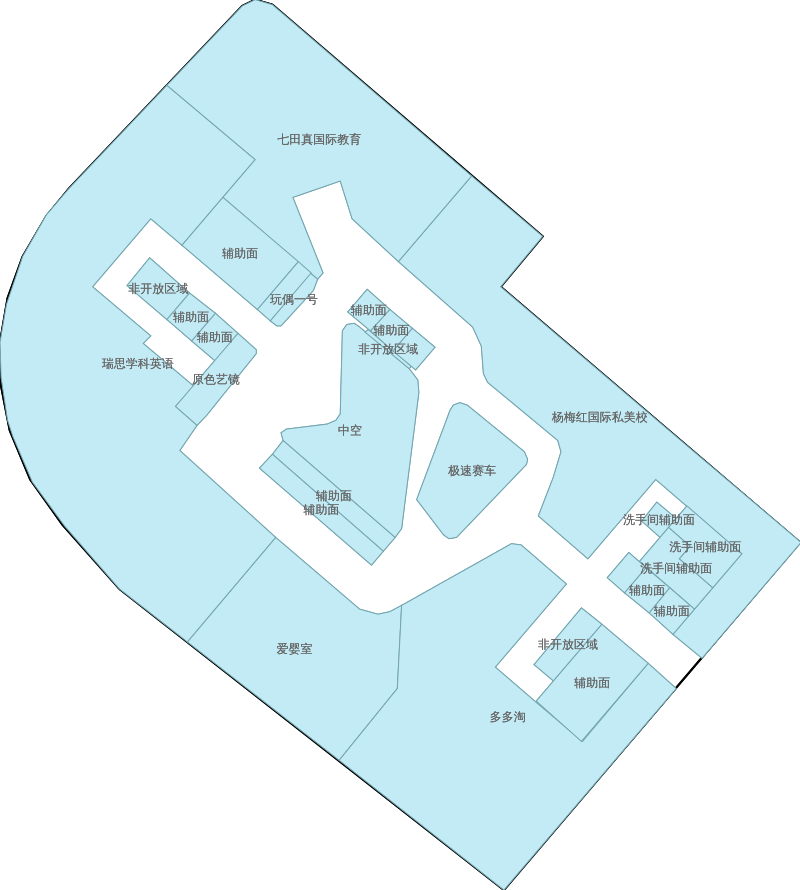 七田真国际教育
辅助面
非开放区域
玩偶一号
辅助面
辅助面
辅助面
辅助面
非开放区域
瑞思学科英语
原色艺镜
杨梅红国际私美校
中空
极速赛车
辅助面
辅助面
洗手间辅助面
洗手间辅助面
洗手间辅助面
辅助面
辅助面
非开放区域
爱婴室
辅助面
多多淘